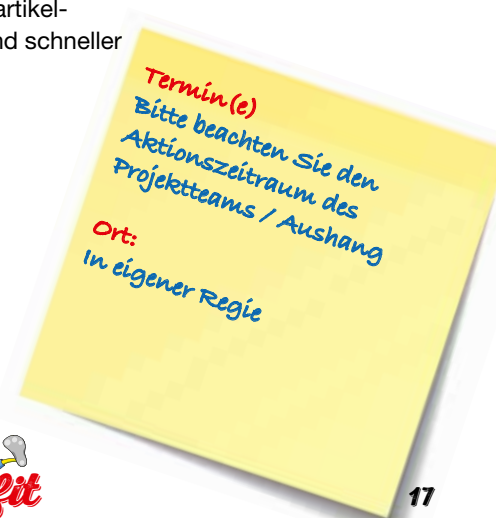 artikel-
nd schneller
Termin(e)
Bitte beachten Sie den
Aktionszeitraum des
Projektteams / Aushang
Ort:
In eigener Regie
fit
17